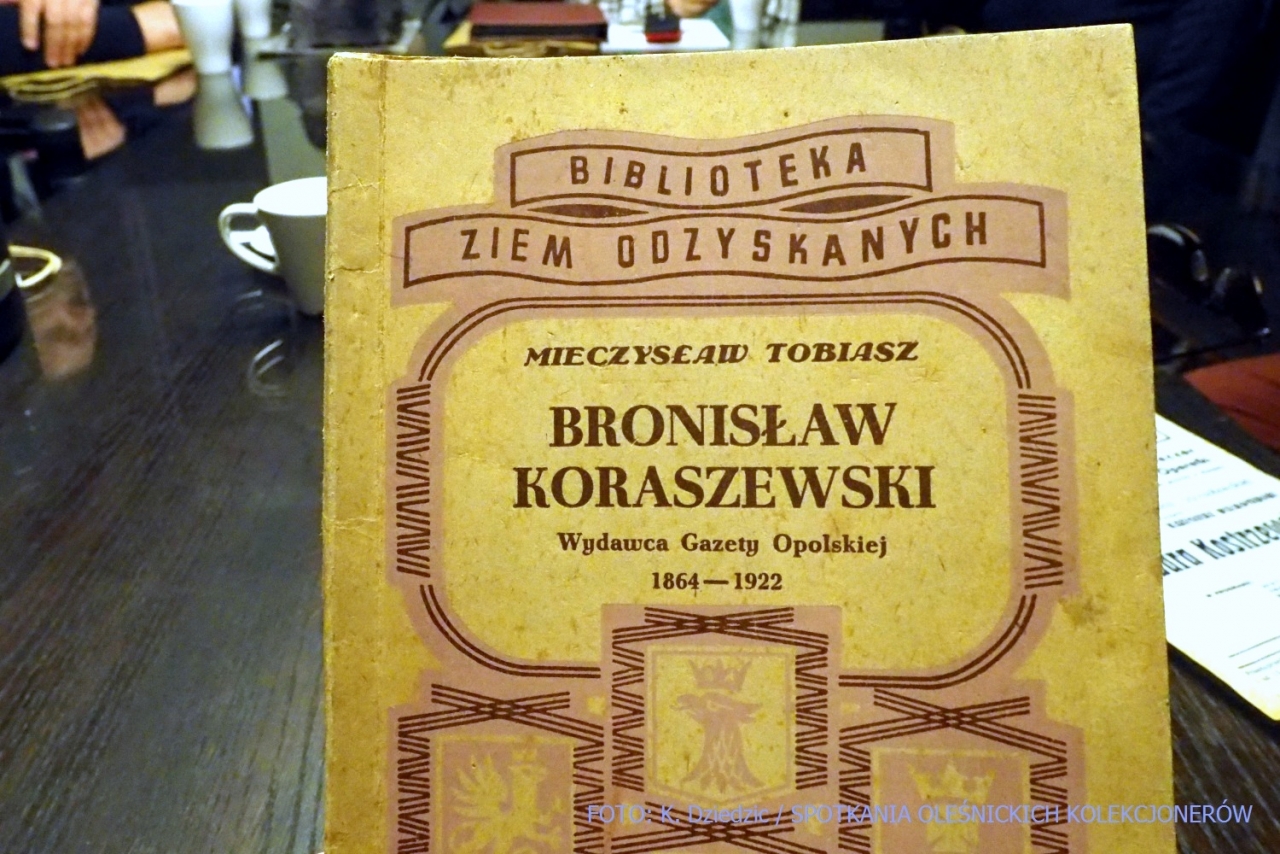 BIBLIOTEKA
ZIEM ODZYSKANYCH
MIECZYSŁAW TOBIASZ
BRONISŁAW
KORASZEWSKI
Wydawca Gazety Opolskiej
1864—1922
FOTO: K. Dziedzic / SPOTKANIA OLEŚNICKICH KOLEKCJONERÓW